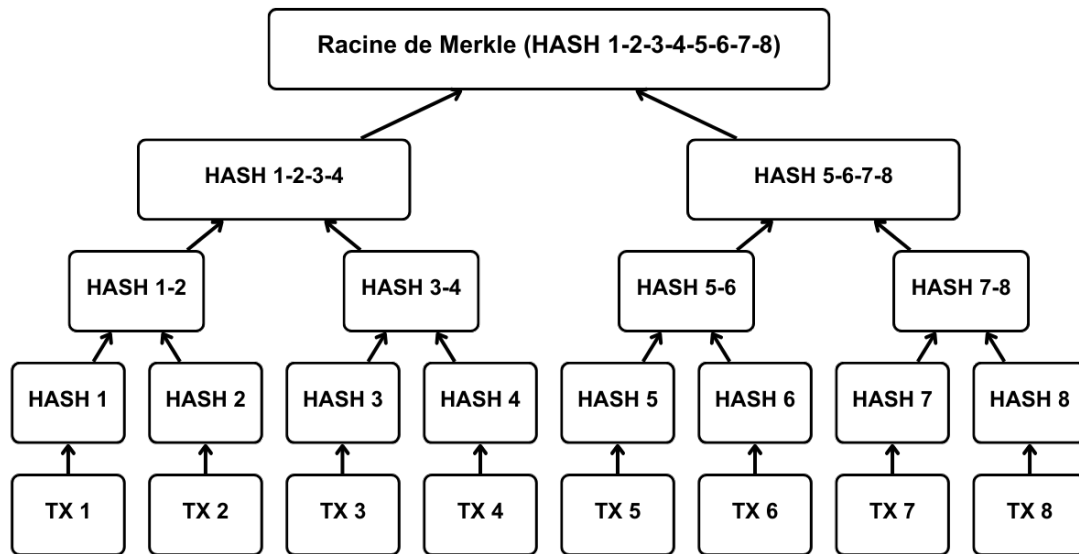 Racine de Merkle (HASH 1-2-3-4-5-6-7-8)
HASH 1-2-3-4
HASH 5-6-7-8
HASH 1-2
HASH 3-4
HASH 5-6
HASH 7-8
HASH 1
HASH 2
HASH 3
HASH 4
HASH 5
HASH 6
HASH 7
HASH 8
TX 1
TX 2
TX 3
TX 4
TX 5
TX 6
TX 7
TX 8